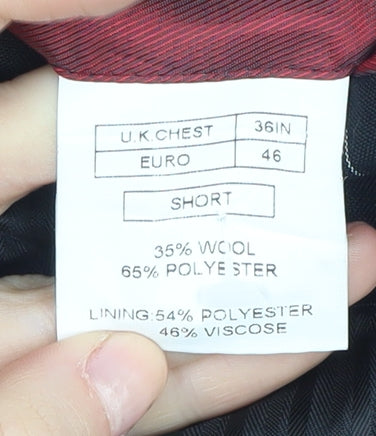 U.K.CHEST 36IN
EURO 46
SHORT
35% WOOL
65% POLYESTER
LINING:54% POLYESTER
46% VISCOSE